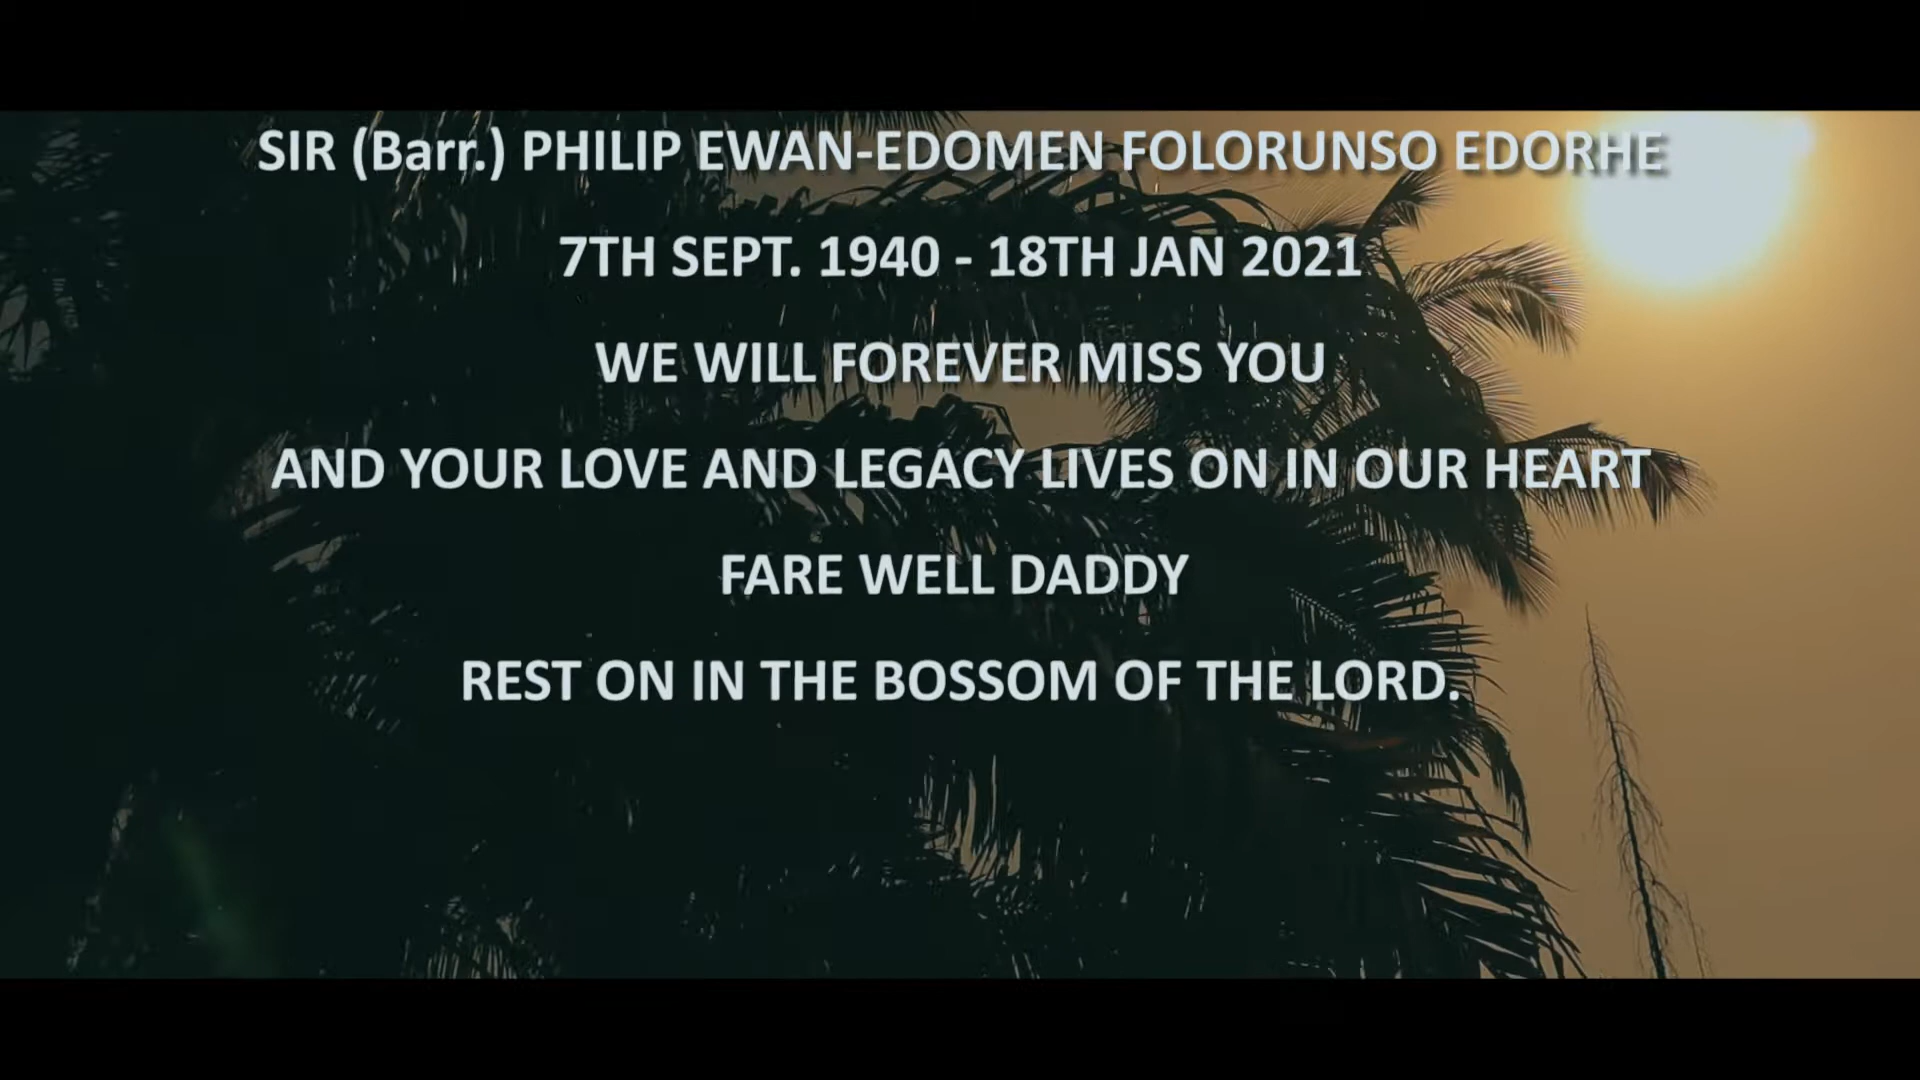 SIR (Barr.) PHILIP EWAN-EDOMEN FOLORUNSO EDORHE
7TH SEPT. 1940 - 18TH JAN 2021
WE WILL FOREVER MISS YOU
AND YOUR LOVE AND LEGACY LIVES ON IN OUR HEART
FARE WELL DADDY
REST ON IN THE BOSSOM OF THE LORD.